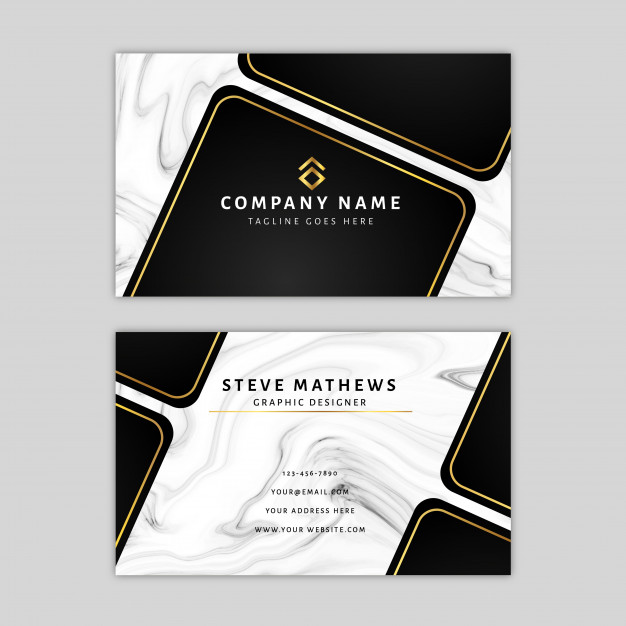 COMPANY NAME
TAGLINE GOES HERE
STEVE MATHEWS
GRAPHIC DESIGNER
123-456-7890
YOUR@EMAIL.COM
YOUR ADDRESS HERE
WWW.YOUR WEBSITE.COM